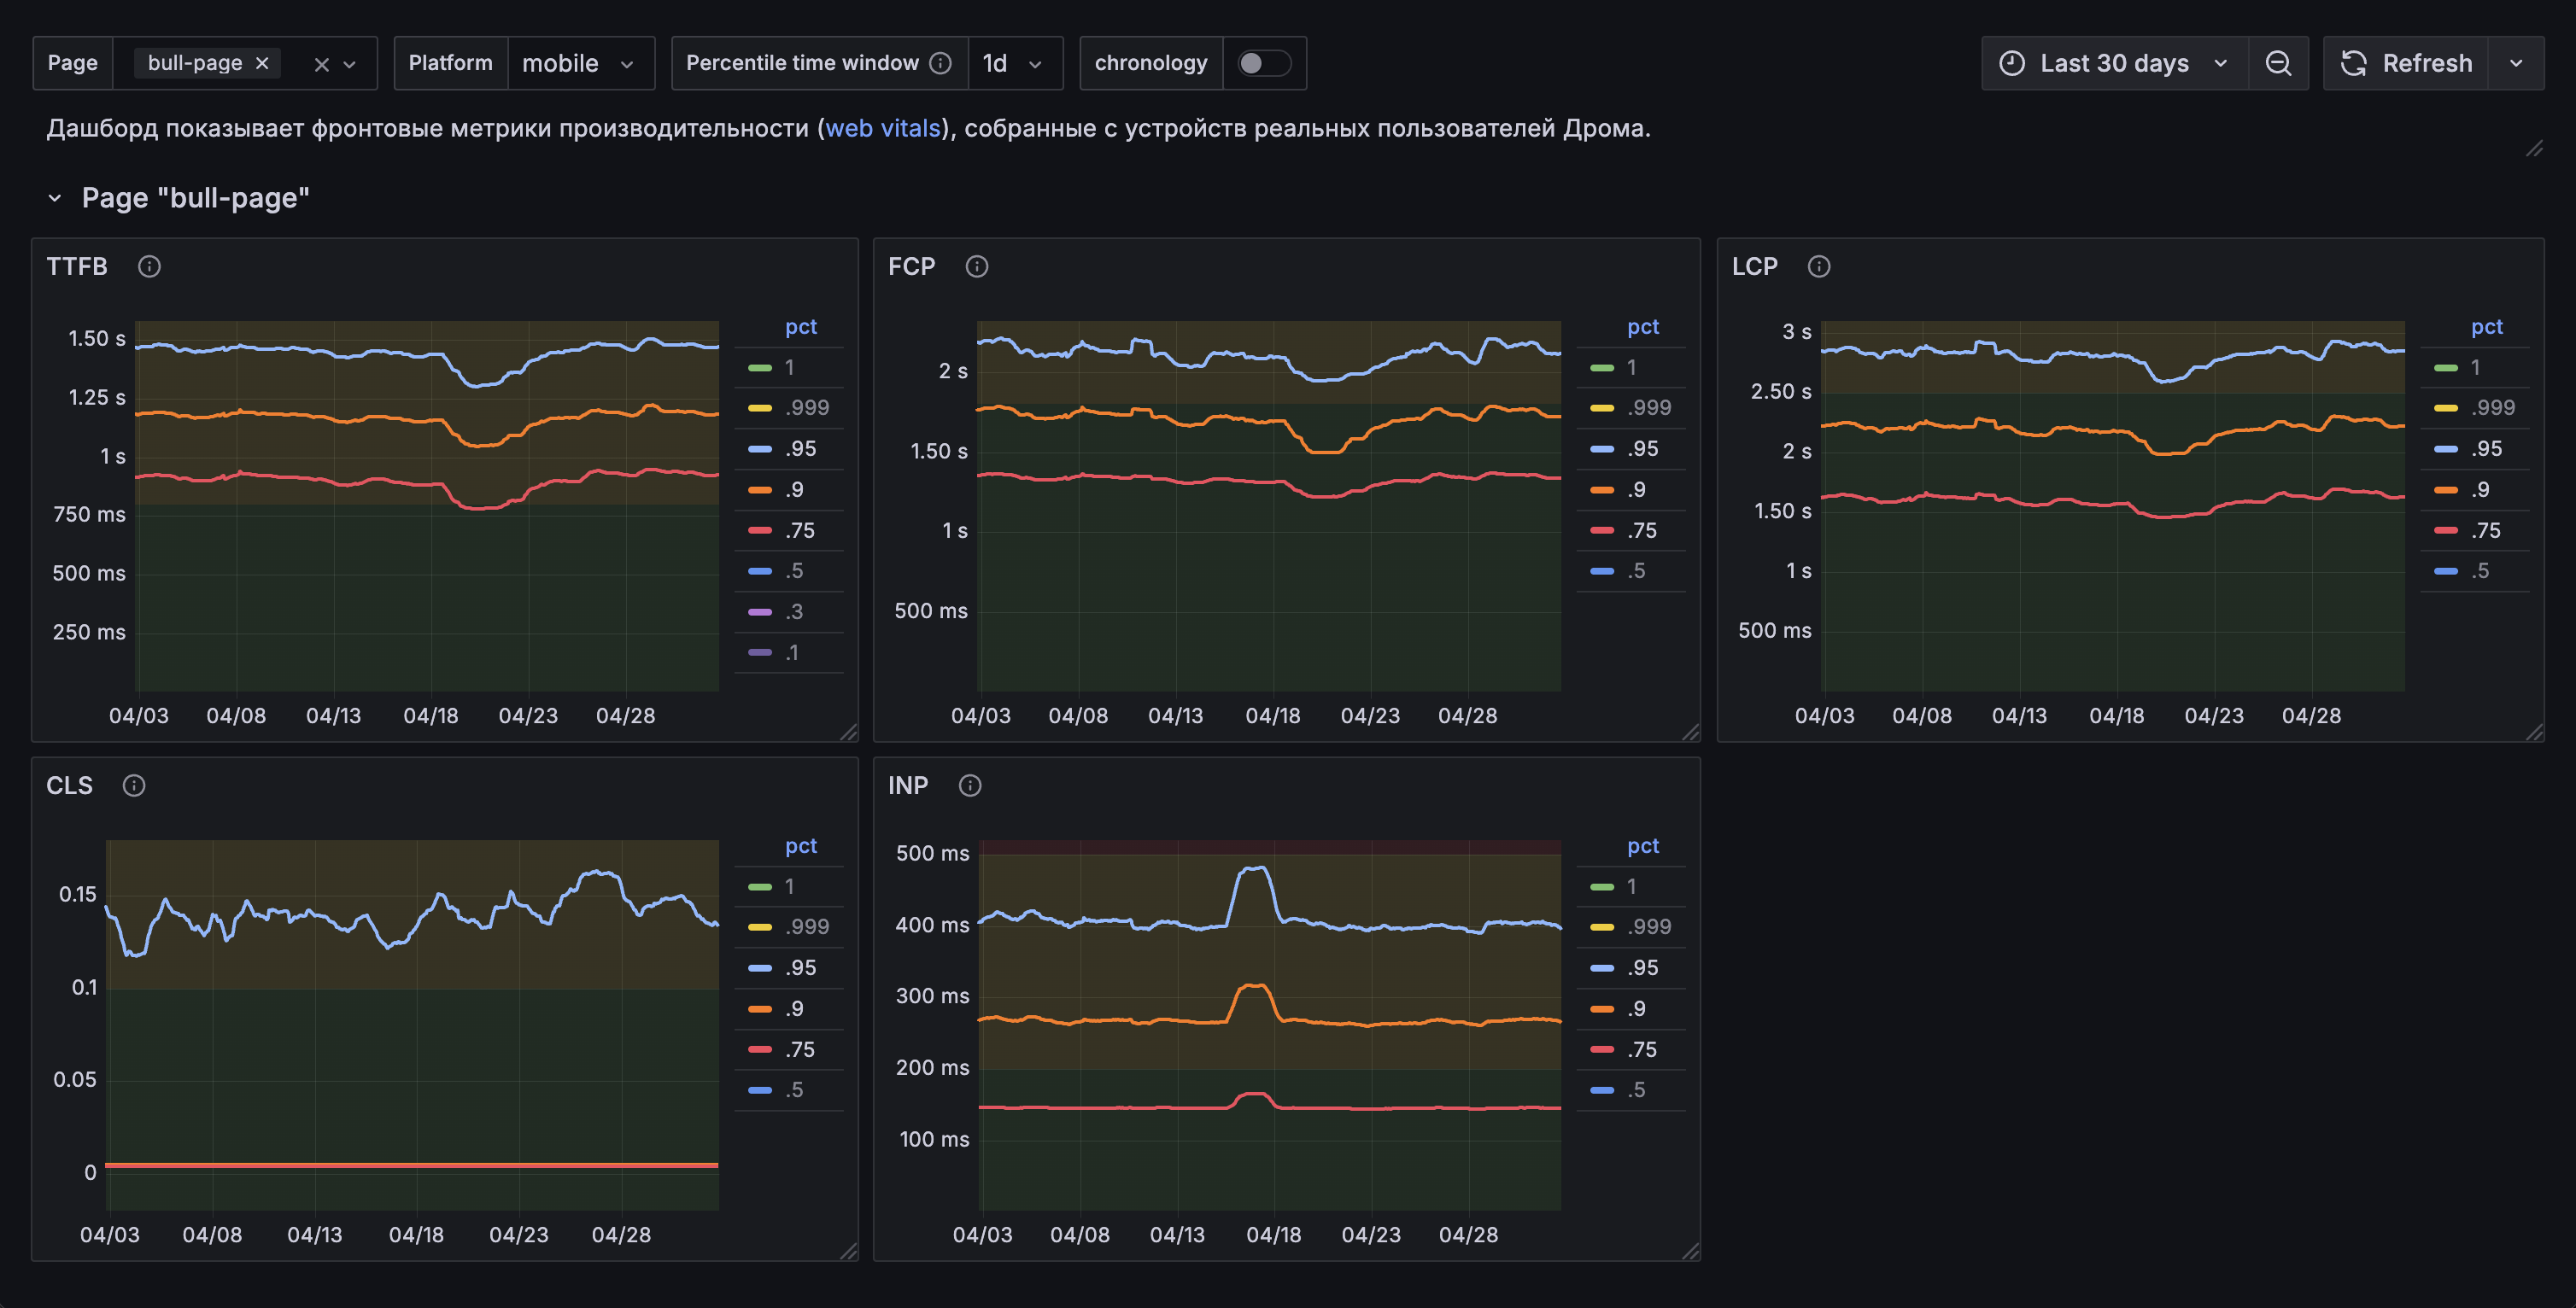 Page bull-page Platform mobile Percentile time window 1d chronology Last 30 days Refresh
Дашборд показывает фронтовые метрики производительности (web vitals), собранные с устройств реальных пользователей Дрома.
Page "bull-page"
TTFB
1.50 s
1.25 s
1 s
750 ms
500 ms
250 ms
04/03 04/08 04/13 04/18 04/23 04/28
pct
1
.999
.95
.9
.75
.5
.3
.1
FCP
2 s
1.50 s
1 s
500 ms
04/03 04/08 04/13 04/18 04/23 04/28
pct
1
.999
.95
.9
.75
.5
LCP
3 s
2.50 s
2 s
1.50 s
1 s
500 ms
04/03 04/08 04/13 04/18 04/23 04/28
pct
1
.999
.95
.9
.75
.5
CLS
0.15
0.1
0.05
0
04/03 04/08 04/13 04/18 04/23 04/28
pct
1
.999
.95
.9
.75
.5
INP
500 ms
400 ms
300 ms
200 ms
100 ms
04/03 04/08 04/13 04/18 04/23 04/28
pct
1
.999
.95
.9
.75
.5